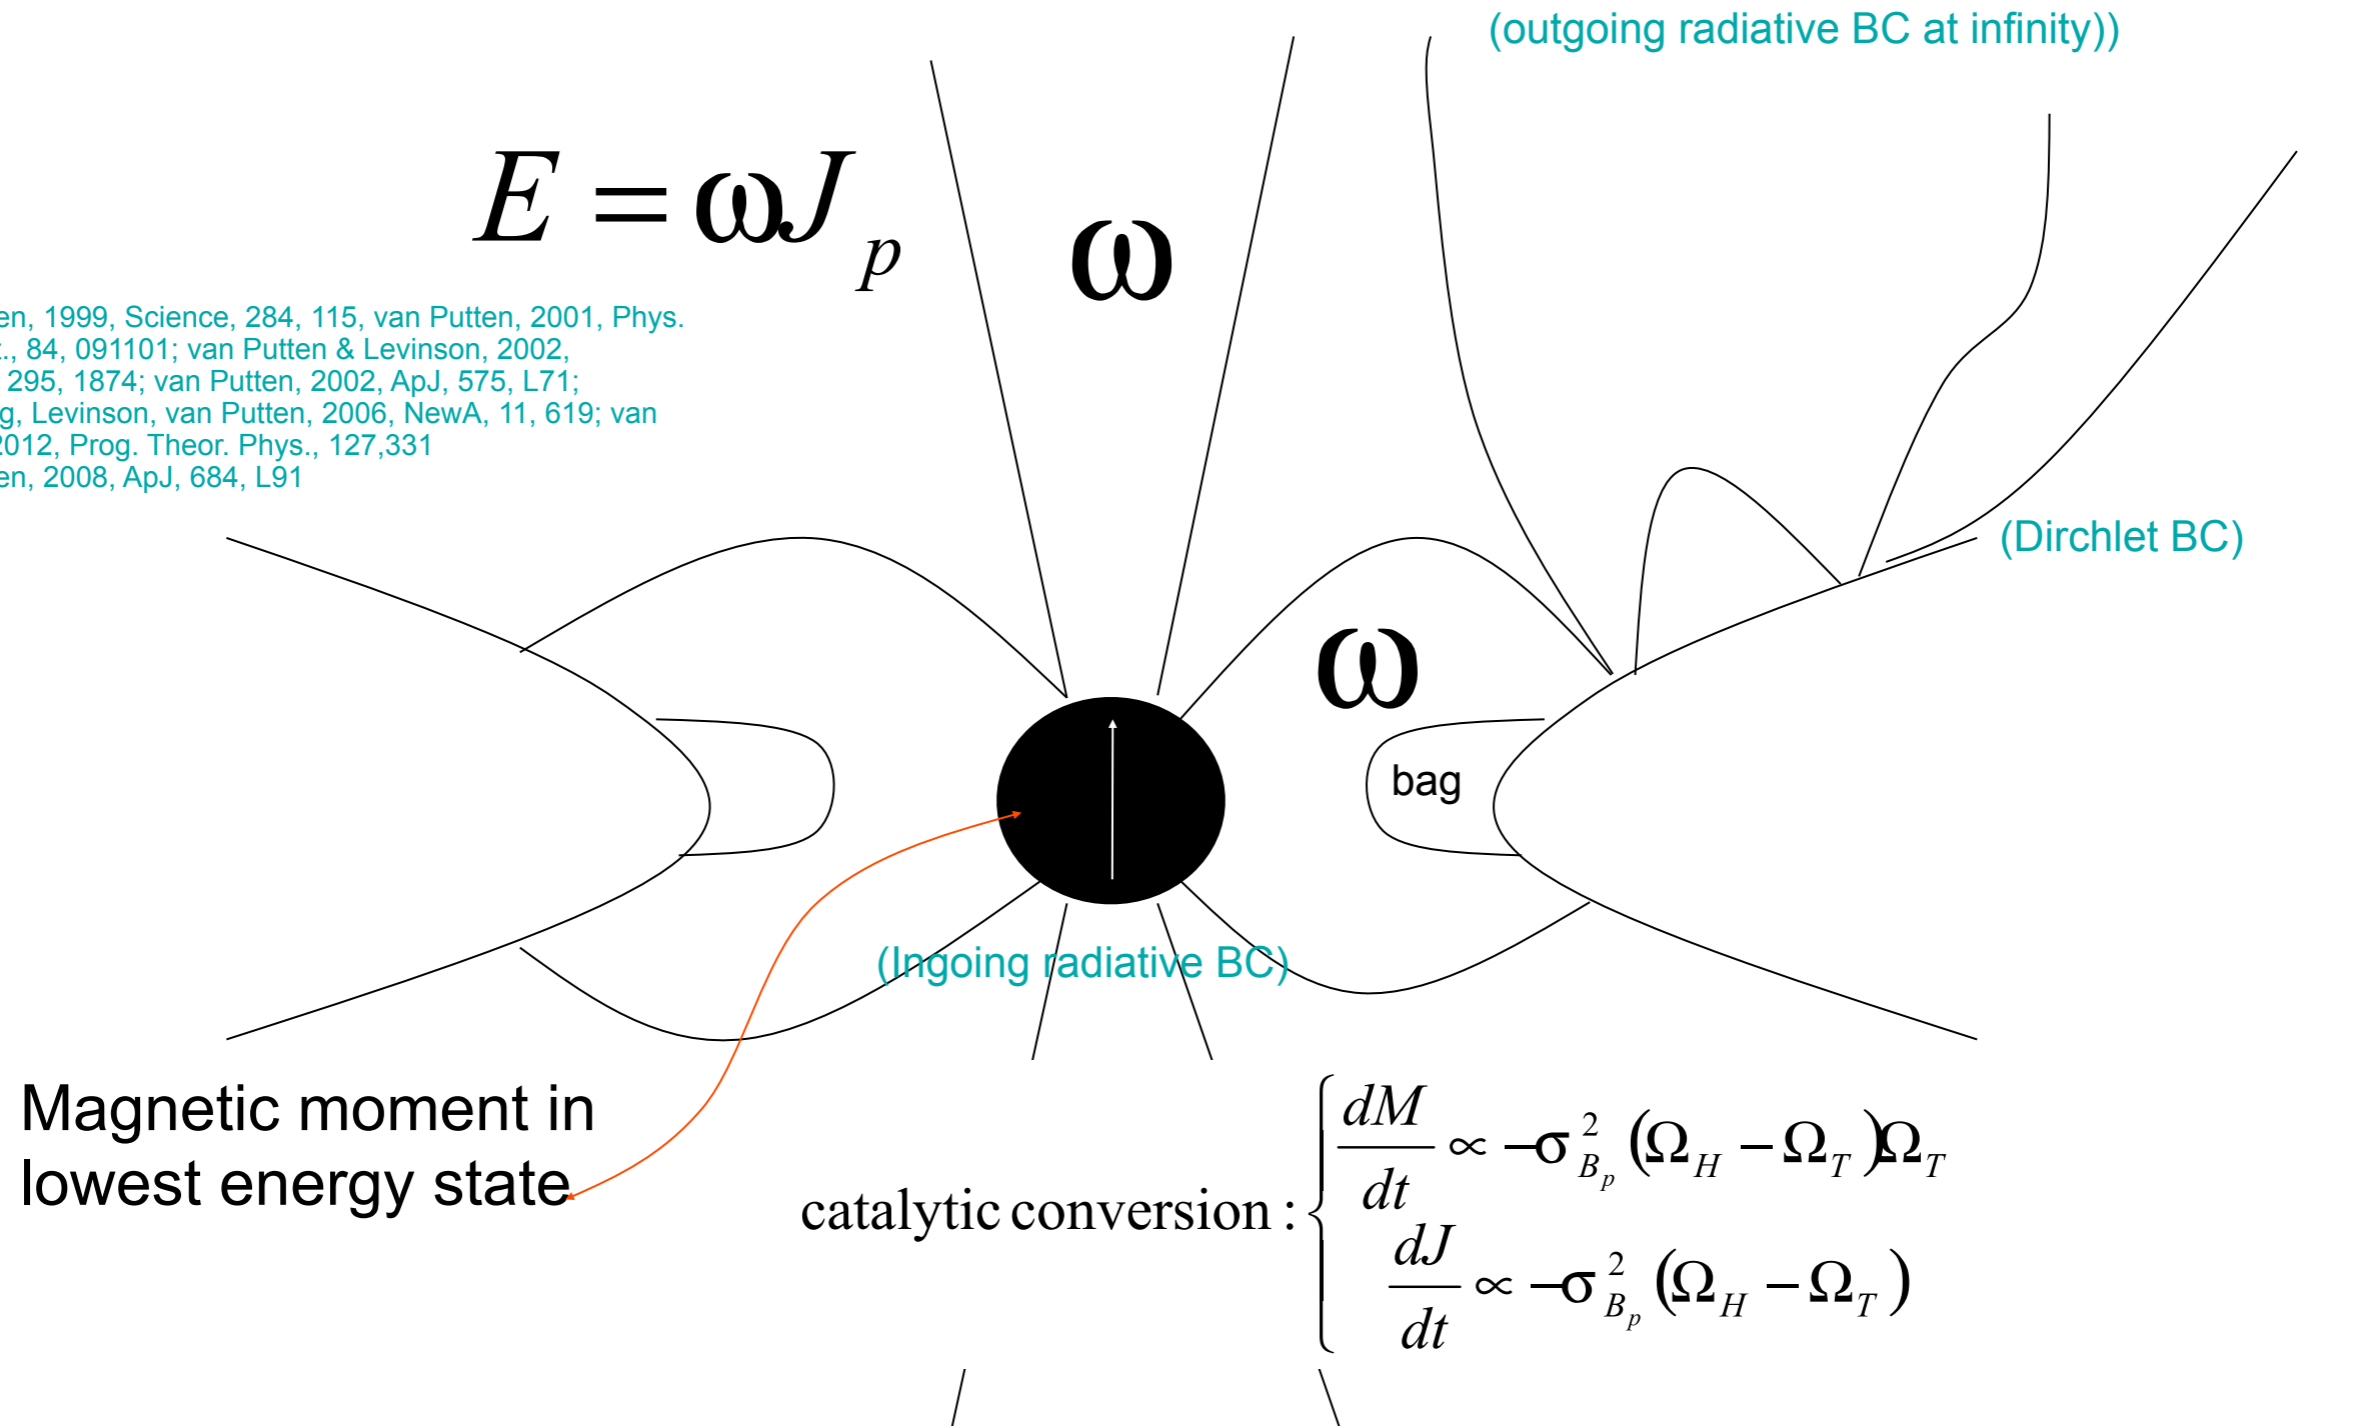 (outgoing radiative BC at infinity))
E = ωJ_p
ω
en, 1999, Science, 284, 115, van Putten, 2001, Phys.
t., 84, 091101; van Putten & Levinson, 2002,
295, 1874; van Putten, 2002, ApJ, 575, L71;
g, Levinson, van Putten, 2006, NewA, 11, 619; van
2012, Prog. Theor. Phys., 127,331
en, 2008, ApJ, 684, L91
(Dirchlet BC)
ω
bag
(Ingoing radiative BC)
Magnetic moment in
lowest energy state
catalytic conversion : { dM/dt ∝ −σ²_{B_p} (Ω_H − Ω_T)Ω_T
dJ/dt ∝ −σ²_{B_p} (Ω_H − Ω_T)